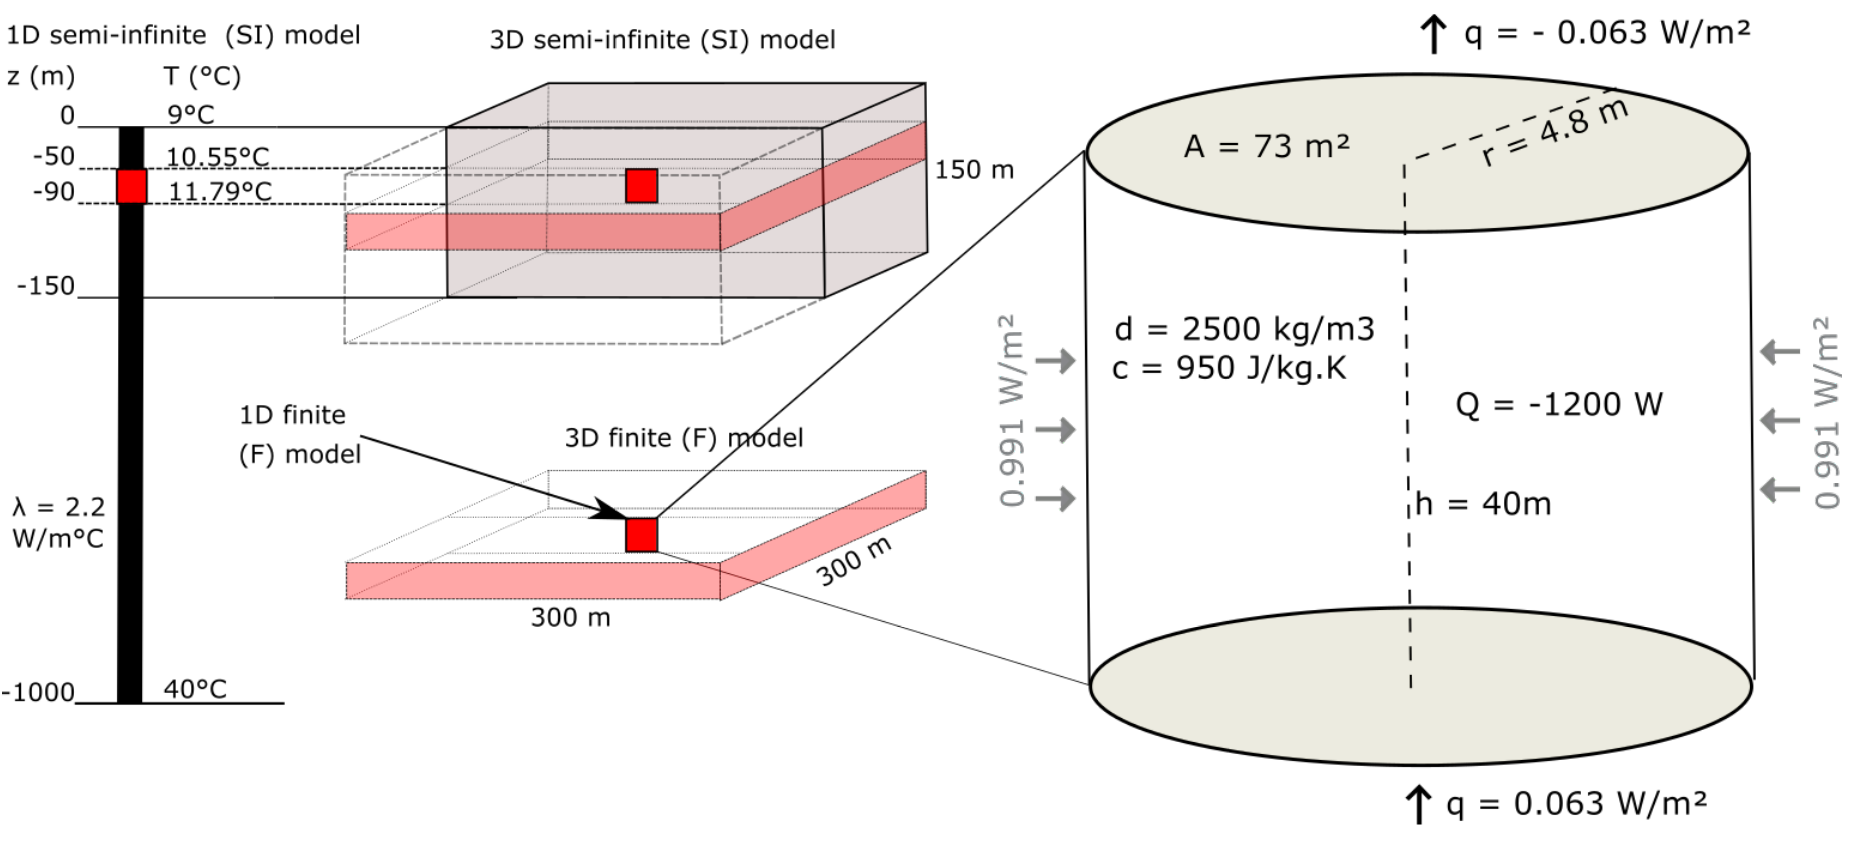 1D semi-infinite  (SI) model
3D semi-infinite (SI) model
z (m)
T (°C)
0
9°C
-50
10.55°C
-90
11.79°C
-150
150 m
λ = 2.2
W/m°C
-1000
40°C
1D finite
(F) model
3D finite (F) model
300 m
300 m
↑ q = - 0.063 W/m²
A = 73 m²
r = 4.8 m
d = 2500 kg/m3
c = 950 J/kg.K
0.991 W/m²
Q = -1200 W
0.991 W/m²
h = 40m
↑ q = 0.063 W/m²